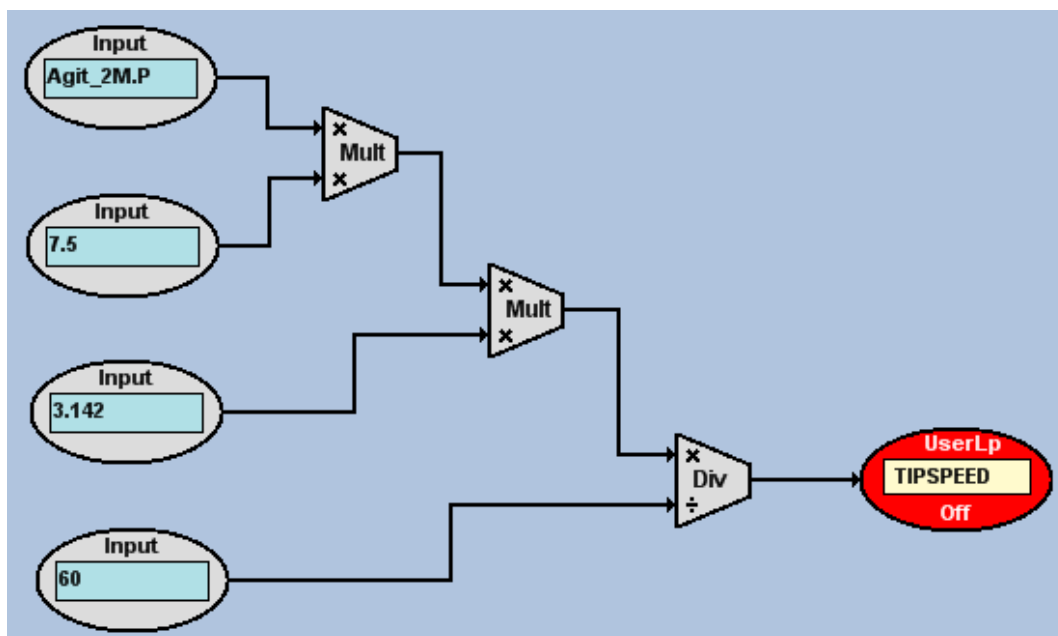 Input
Agit_2M.P
×
Mult
×
Input
7.5
×
Mult
×
Input
3.142
×
Div
÷
UserLp
TIPSPEED
Off
Input
60